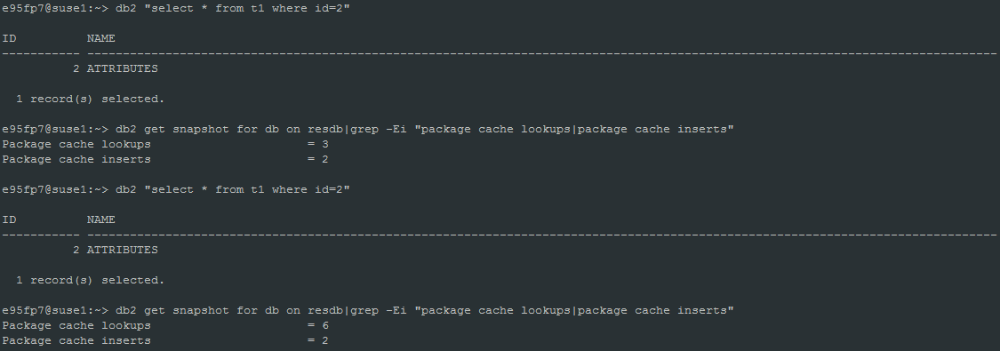 e95fp7@suse1:~> db2 "select * from t1 where id=2"
ID          NAME
----------- --------------------------------------------------------------------------------------------------------------------------------
          2 ATTRIBUTES
  1 record(s) selected.
e95fp7@suse1:~> db2 get snapshot for db on resdb|grep -Ei "package cache lookups|package cache inserts"
Package cache lookups                      = 3
Package cache inserts                      = 2
e95fp7@suse1:~> db2 "select * from t1 where id=2"
ID          NAME
----------- --------------------------------------------------------------------------------------------------------------------------------
          2 ATTRIBUTES
  1 record(s) selected.
e95fp7@suse1:~> db2 get snapshot for db on resdb|grep -Ei "package cache lookups|package cache inserts"
Package cache lookups                      = 6
Package cache inserts                      = 2